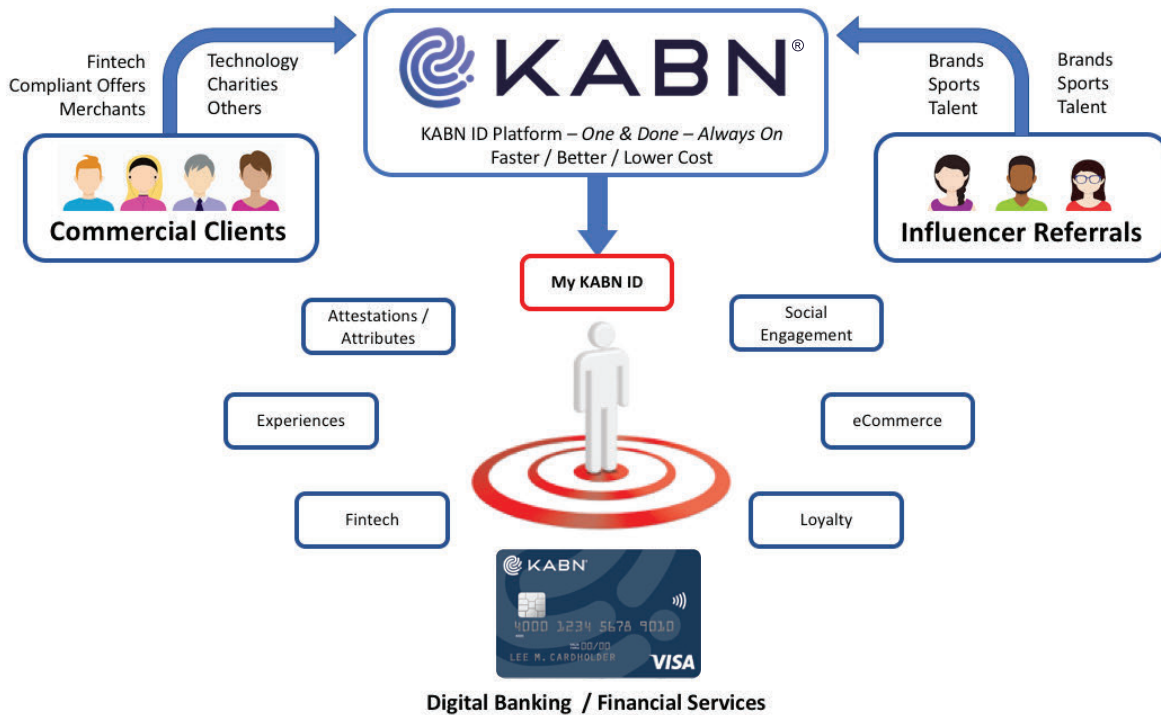 Fintech
Compliant Offers
Merchants
Technology
Charities
Others
KABN®
KABN ID Platform – One & Done – Always On
Faster / Better / Lower Cost
Brands
Sports
Talent
Brands
Sports
Talent
Commercial Clients
Influencer Referrals
My KABN ID
Attestations /
Attributes
Social
Engagement
Experiences
eCommerce
Fintech
Loyalty
KABN
4000 1234 5678 9010
00/00
LEE M. CARDHOLDER
VISA
Digital Banking / Financial Services